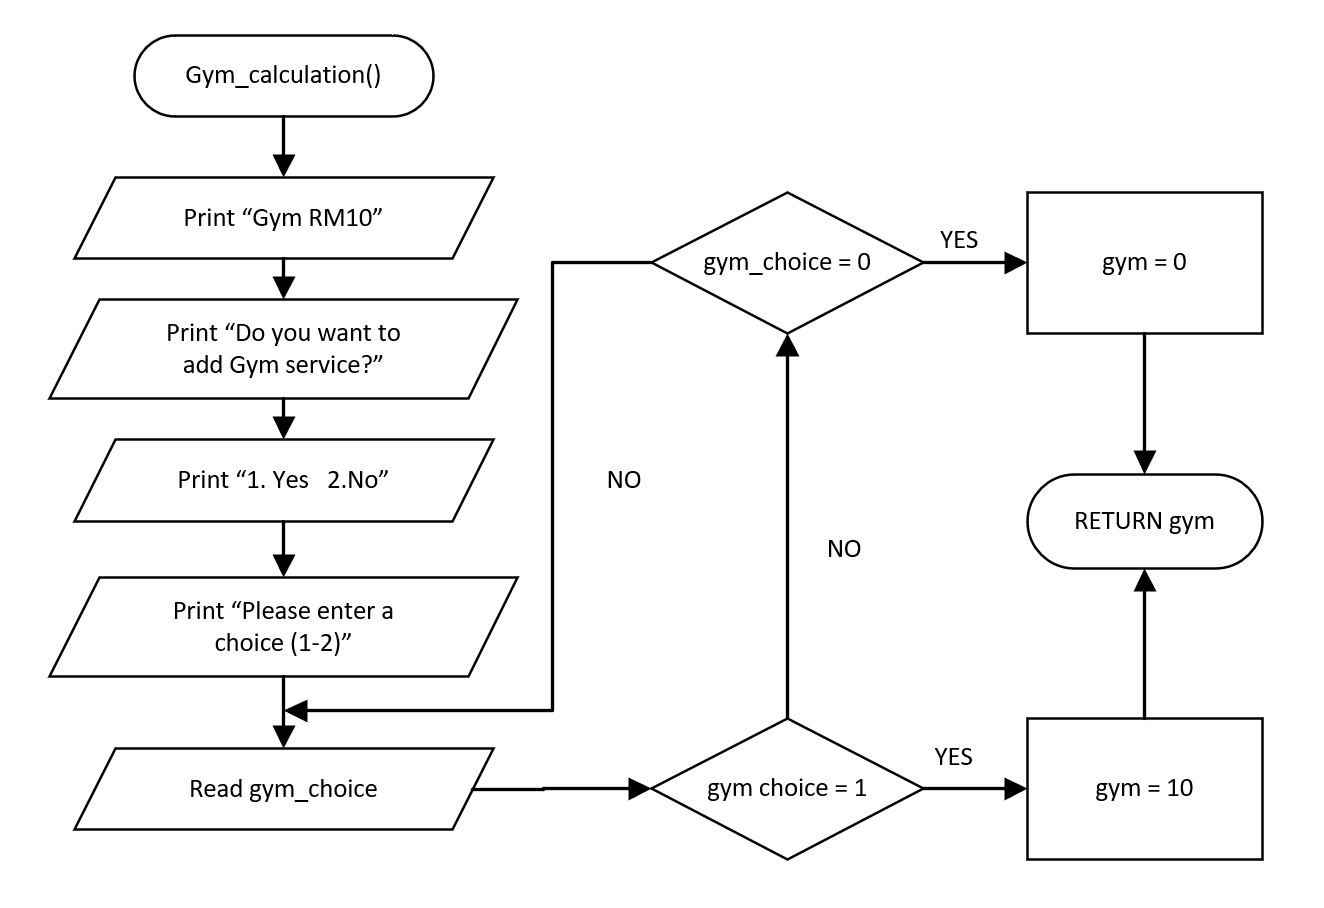 Gym_calculation()
Print “Gym RM10”
Print “Do you want to
add Gym service?”
Print “1. Yes   2.No”
Print “Please enter a
choice (1-2)”
Read gym_choice
gym choice = 1
YES
gym = 10
NO
gym_choice = 0
YES
gym = 0
NO
RETURN gym